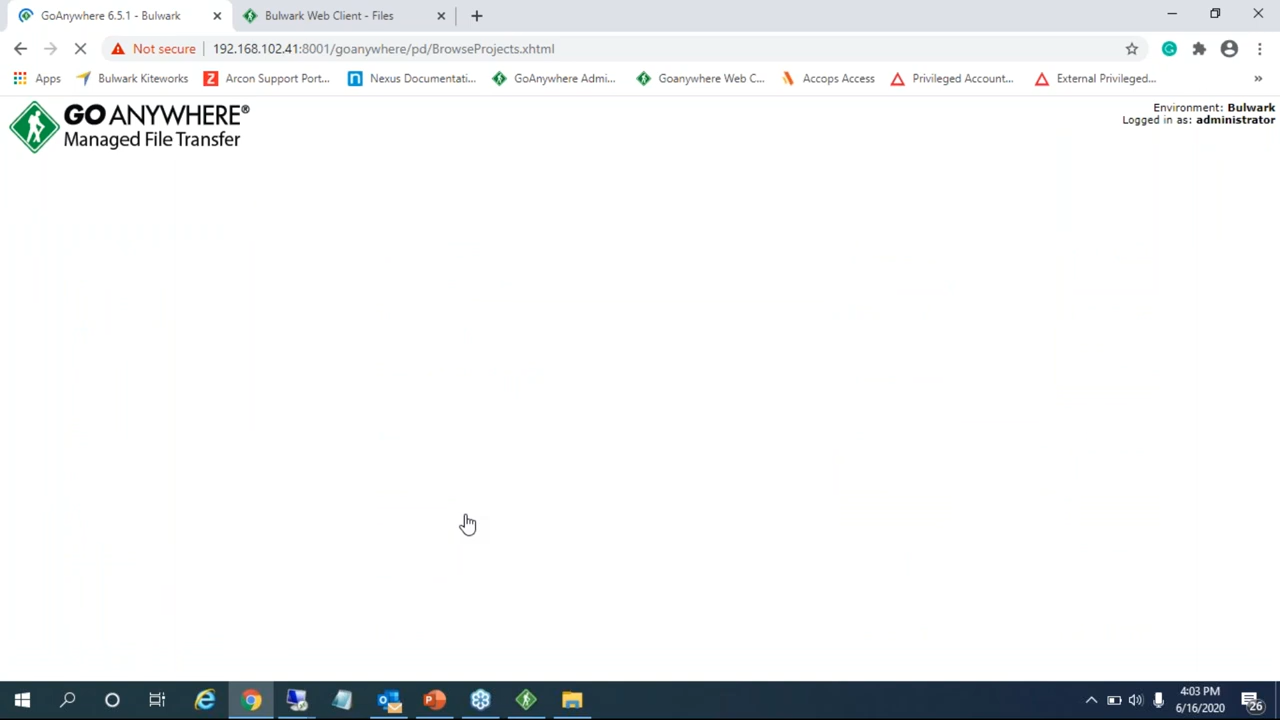 GoAnywhere 6.5.1 - Bulwark
Bulwark Web Client - Files
Not secure
192.168.102.41:8001/goanywhere/pd/BrowseProjects.xhtml
Apps
Bulwark Kiteworks
Arcon Support Port...
Nexus Documentati...
GoAnywhere Admi...
Goanywhere Web C...
Accops Access
Privileged Account...
External Privileged...
GO ANYWHERE®
Managed File Transfer
Environment: Bulwark
Logged in as: administrator
4:03 PM
6/16/2020
26